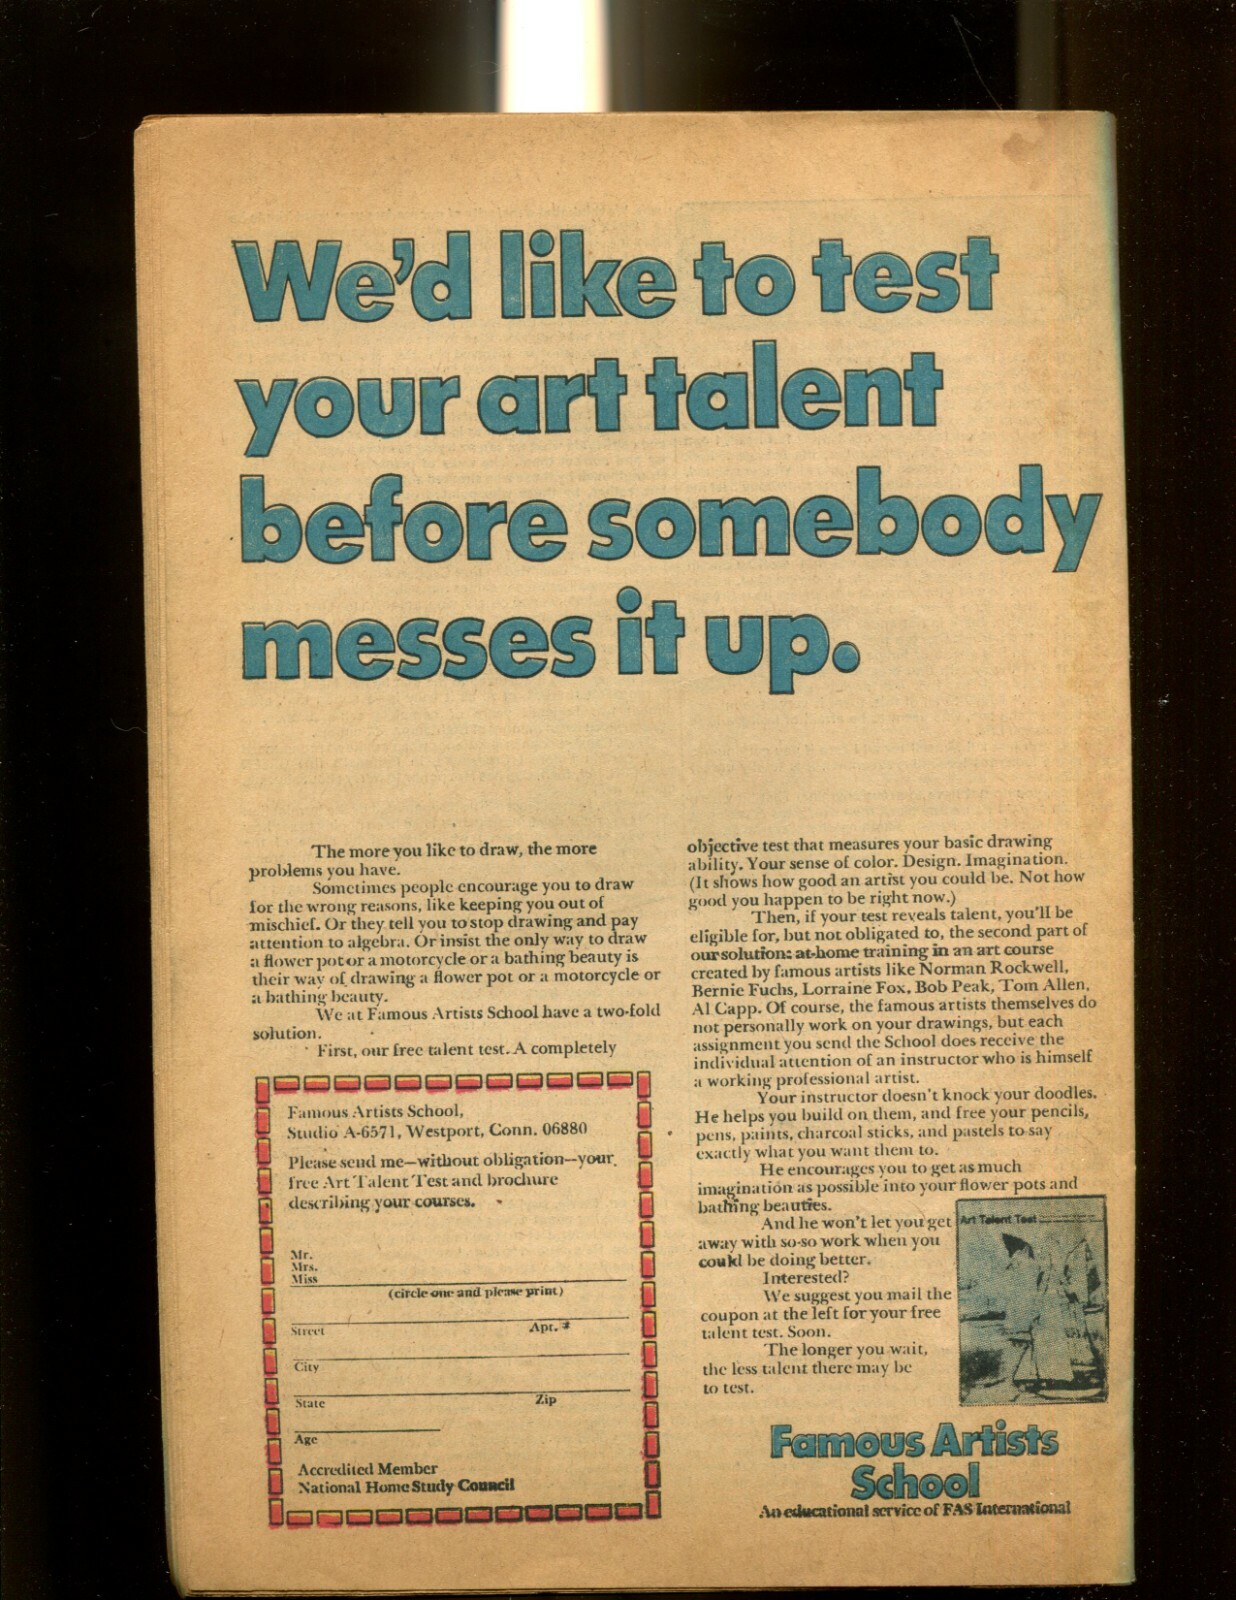 We'd like to test
your art talent
before somebody
messes it up.
The more you like to draw, the more
problems you have.
Sometimes people encourage you to draw
for the wrong reasons, like keeping you out of
mischief. Or they tell you to stop drawing and pay
attention to algebra. Or insist the only way to draw
a flower pot or a motorcycle or a bathing beauty is
their way of drawing a flower pot or a motorcycle or
a bathing beauty.
We at Famous Artists School have a two-fold
solution.
First, our free talent test. A completely
objective test that measures your basic drawing
ability. Your sense of color. Design. Imagination.
(It shows how good an artist you could be. Not how
good you happen to be right now.)
Then, if your test reveals talent, you'll be
eligible for, but not obligated to, the second part of
our solution: at-home training in an art course
created by famous artists like Norman Rockwell,
Bernie Fuchs, Lorraine Fox, Bob Peak, Tom Allen,
Al Capp. Of course, the famous artists themselves do
not personally work on your drawings, but each
assignment you send the School does receive the
individual attention of an instructor who is himself
a working professional artist.
Your instructor doesn't knock your doodles.
He helps you build on them, and free your pencils,
pens, paints, charcoal sticks, and pastels to say
exactly what you want them to.
He encourages you to get as much
imagination as possible into your flower pots and
bathing beauties.
And he won't let you get
away with so-so work when you
could be doing better.
Interested?
We suggest you mail the
coupon at the left for your free
talent test. Soon.
The longer you wait,
the less talent there may be
to test.
Art Talent Test
Famous Artists
School
An educational service of FAS International
Famous Artists School,
Studio A-6571, Westport, Conn. 06880
Please send me—without obligation—your
free Art Talent Test and brochure
describing your courses.
Mr.
Mrs.
Miss
(circle one and please print)
Street Apt. #
City
State Zip
Age
Accredited Member
National Home Study Council